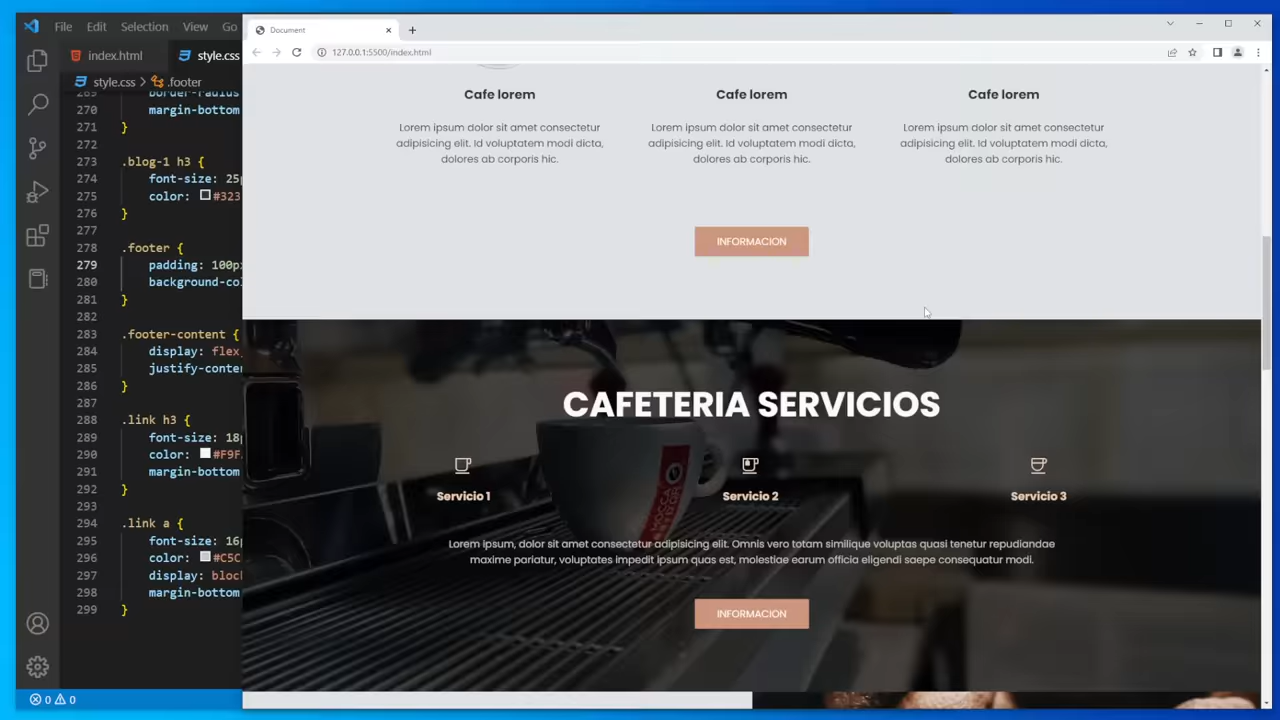 File Edit Selection View Go
Document
127.0.0.1:5500/index.html
index.html
style.css
style.css > .footer
269 border-radius
270 margin-bottom
271 }
272
273 .blog-1 h3 {
274 font-size: 25p
275 color: #323
276 }
277
278 .footer {
279 padding: 100px
280 background-col
281 }
282
283 .footer-content {
284 display: flex
285 justify-conten
286 }
287
288 .link h3 {
289 font-size: 18p
290 color: #F9F
291 margin-bottom
292 }
293
294 .link a {
295 font-size: 16p
296 color: #C5C
297 display: bloc
298 margin-bottom
299 }
0 0
Cafe lorem
Lorem ipsum dolor sit amet consectetur
adipisicing elit. Id voluptatem modi dicta,
dolores ab corporis hic.
Cafe lorem
Lorem ipsum dolor sit amet consectetur
adipisicing elit. Id voluptatem modi dicta,
dolores ab corporis hic.
Cafe lorem
Lorem ipsum dolor sit amet consectetur
adipisicing elit. Id voluptatem modi dicta,
dolores ab corporis hic.
INFORMACION
CAFETERIA SERVICIOS
Servicio 1
Servicio 2
Servicio 3
Lorem ipsum, dolor sit amet consectetur adipisicing elit. Omnis vero totam similique voluptas quasi tenetur repudiandae
maxime pariatur, voluptates impedit ipsum quas est, molestiae earum officia eligendi saepe consequatur modi.
INFORMACION